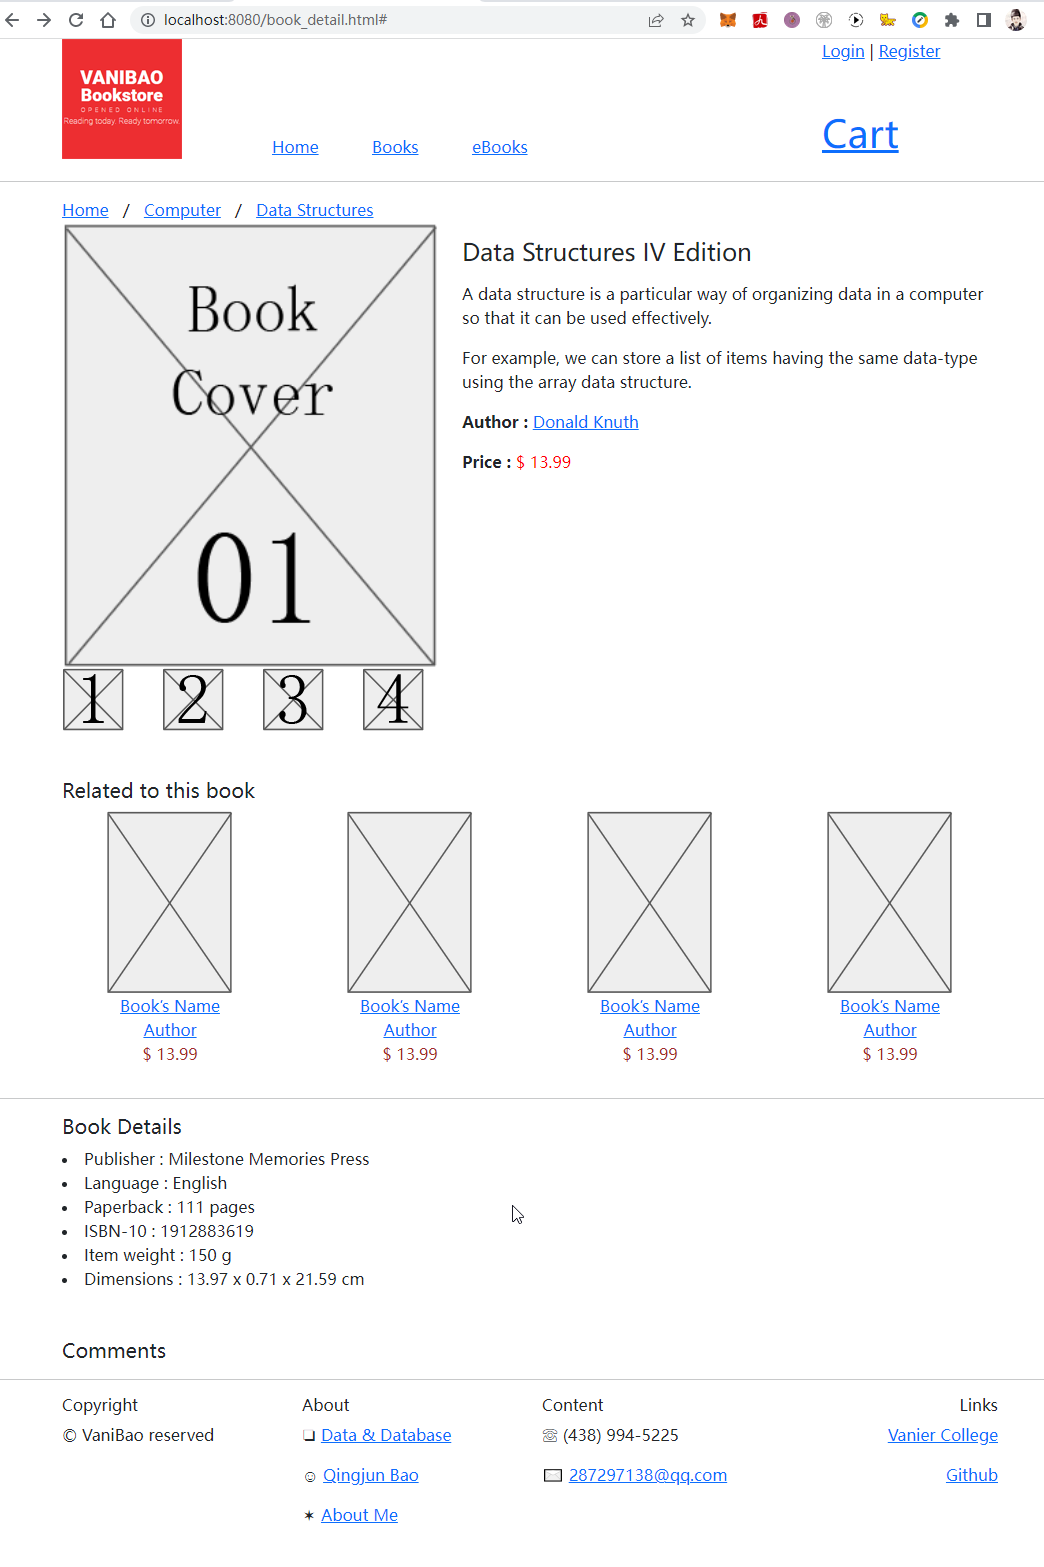 localhost:8080/book_detail.html#
VANIBAO
Bookstore
OPENED ONLINE
Reading today. Ready tomorrow.
Login | Register
Home Books eBooks
Cart
Home / Computer / Data Structures
Book
Cover
01
1 2 3 4
Data Structures IV Edition
A data structure is a particular way of organizing data in a computer
so that it can be used effectively.
For example, we can store a list of items having the same data-type
using the array data structure.
Author : Donald Knuth
Price : $ 13.99
Related to this book
Book's Name Book's Name Book's Name Book's Name
Author Author Author Author
$ 13.99 $ 13.99 $ 13.99 $ 13.99
Book Details
• Publisher : Milestone Memories Press
• Language : English
• Paperback : 111 pages
• ISBN-10 : 1912883619
• Item weight : 150 g
• Dimensions : 13.97 x 0.71 x 21.59 cm
Comments
Copyright About Content Links
© VaniBao reserved ❏ Data & Database ☏ (438) 994-5225 Vanier College
☺ Qingjun Bao ✉ 287297138@qq.com Github
✶ About Me